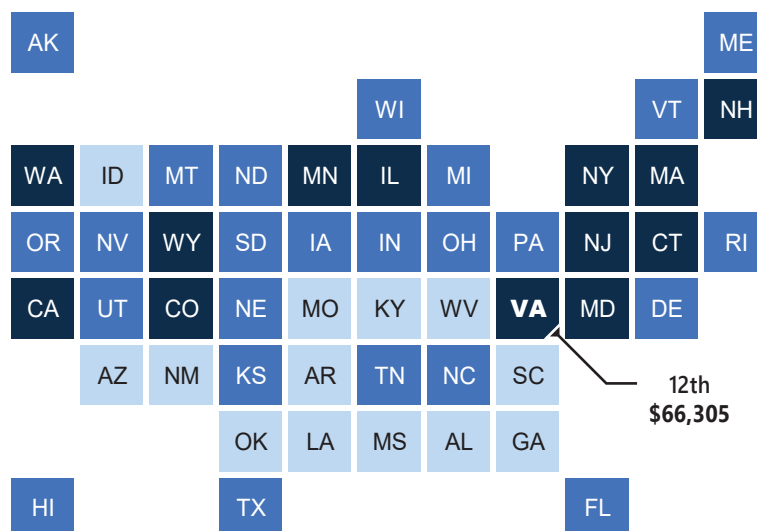 AK ME
WI VT NH
WA ID MT ND MN IL MI NY MA
OR NV WY SD IA IN OH PA NJ CT RI
CA UT CO NE MO KY WV VA MD DE
AZ NM KS AR TN NC SC
12th
$66,305
OK LA MS AL GA
HI TX FL